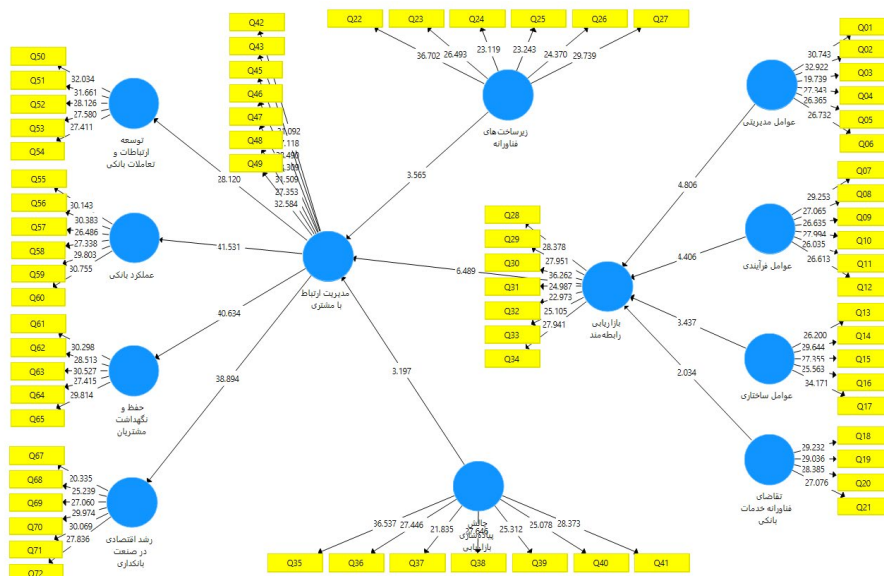 Q50
Q51
Q52
Q53
Q54
32.034
31.661
28.126
27.580
27.411
توسعه
ارتباطات و
تعاملات بانکی
Q55
Q56
Q57
Q58
Q59
Q60
30.143
30.383
26.486
27.338
29.803
30.755
عملکرد بانکی
Q61
Q62
Q63
Q64
Q65
30.298
28.513
30.527
27.415
29.814
حفظ و
نگهداشت
مشتریان
Q67
Q68
Q69
Q70
Q71
Q72
20.335
25.239
27.060
29.974
30.069
27.836
رشد اقتصادی
در صنعت
بانکداری
28.120
41.531
40.634
38.894
Q42
Q43
Q45
Q46
Q47
Q48
Q49
31.509
27.353
32.584
مدیریت ارتباط
با مشتری
Q22
Q23
Q24
Q25
Q26
Q27
36.702
26.493
23.119
23.243
24.370
29.739
زیرساخت‌های
فناورانه
3.565
6.489
3.197
Q28
Q29
Q30
Q31
Q32
Q33
Q34
28.378
27.951
36.262
24.987
22.973
25.105
27.941
بازاریابی
رابطه‌مند
چالش
پیاده‌سازی
بازاریابی
36.537
27.446
21.835
25.312
25.078
28.373
Q35
Q36
Q37
Q38
Q39
Q40
Q41
4.806
4.406
3.437
2.034
Q01
Q02
Q03
Q04
Q05
Q06
30.743
32.922
19.739
27.343
26.365
26.732
عوامل مدیریتی
Q07
Q08
Q09
Q10
Q11
Q12
29.253
27.065
26.635
27.994
26.035
26.613
عوامل فرآیندی
Q13
Q14
Q15
Q16
Q17
26.200
29.644
27.355
25.563
34.171
عوامل ساختاری
Q18
Q19
Q20
Q21
29.232
29.036
28.385
27.076
تقاضای
فناورانه خدمات
بانکی